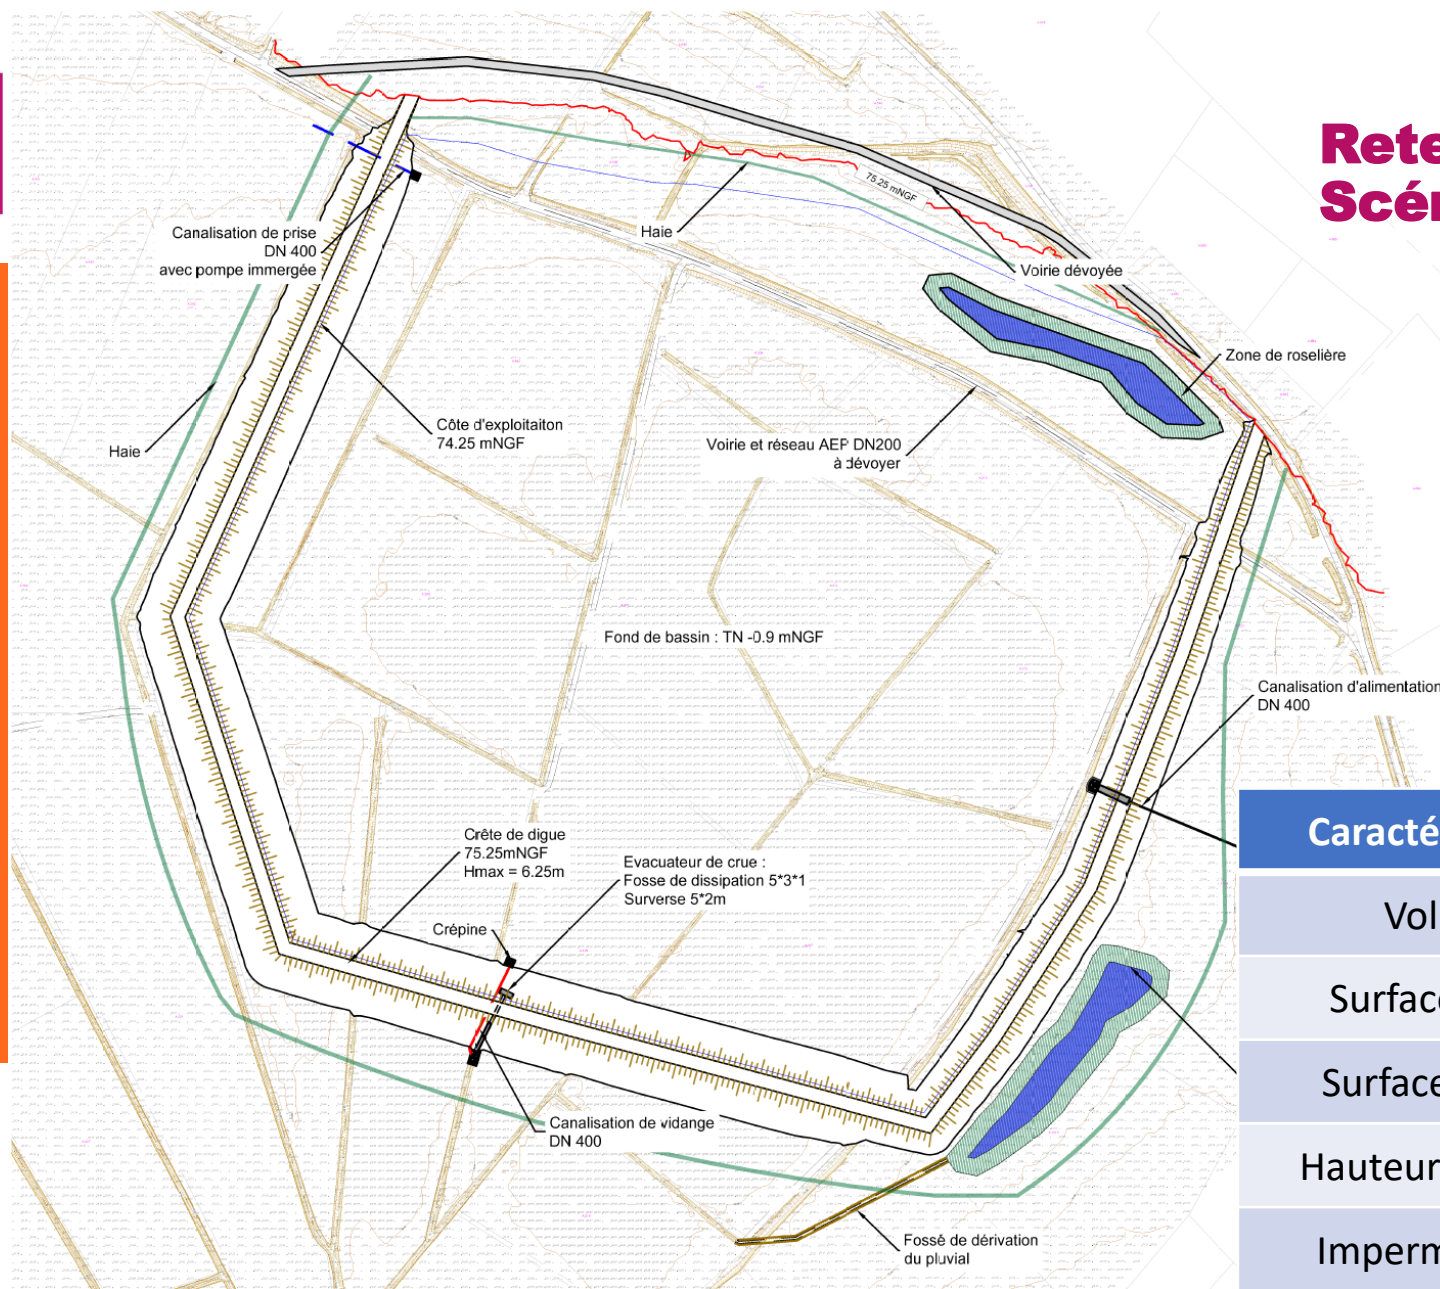 Rete
Scér
Canalisation de prise
DN 400
avec pompe immergée
Haie
75.25 mNGF
Voirie dévoyée
Zone de roselière
Haie
Côte d'exploitaiton
74.25 mNGF
Voirie et réseau AEP DN200
à dévoyer
Fond de bassin : TN -0.9 mNGF
Canalisation d'alimentation
DN 400
Crête de digue
75.25mNGF
Hmax = 6.25m
Evacuateur de crue :
Fosse de dissipation 5*3*1
Surverse 5*2m
Crépine
Canalisation de vidange
DN 400
Fossé de dérivation
du pluvial
Caracté
Vol
Surface
Surface
Hauteur
Imperm